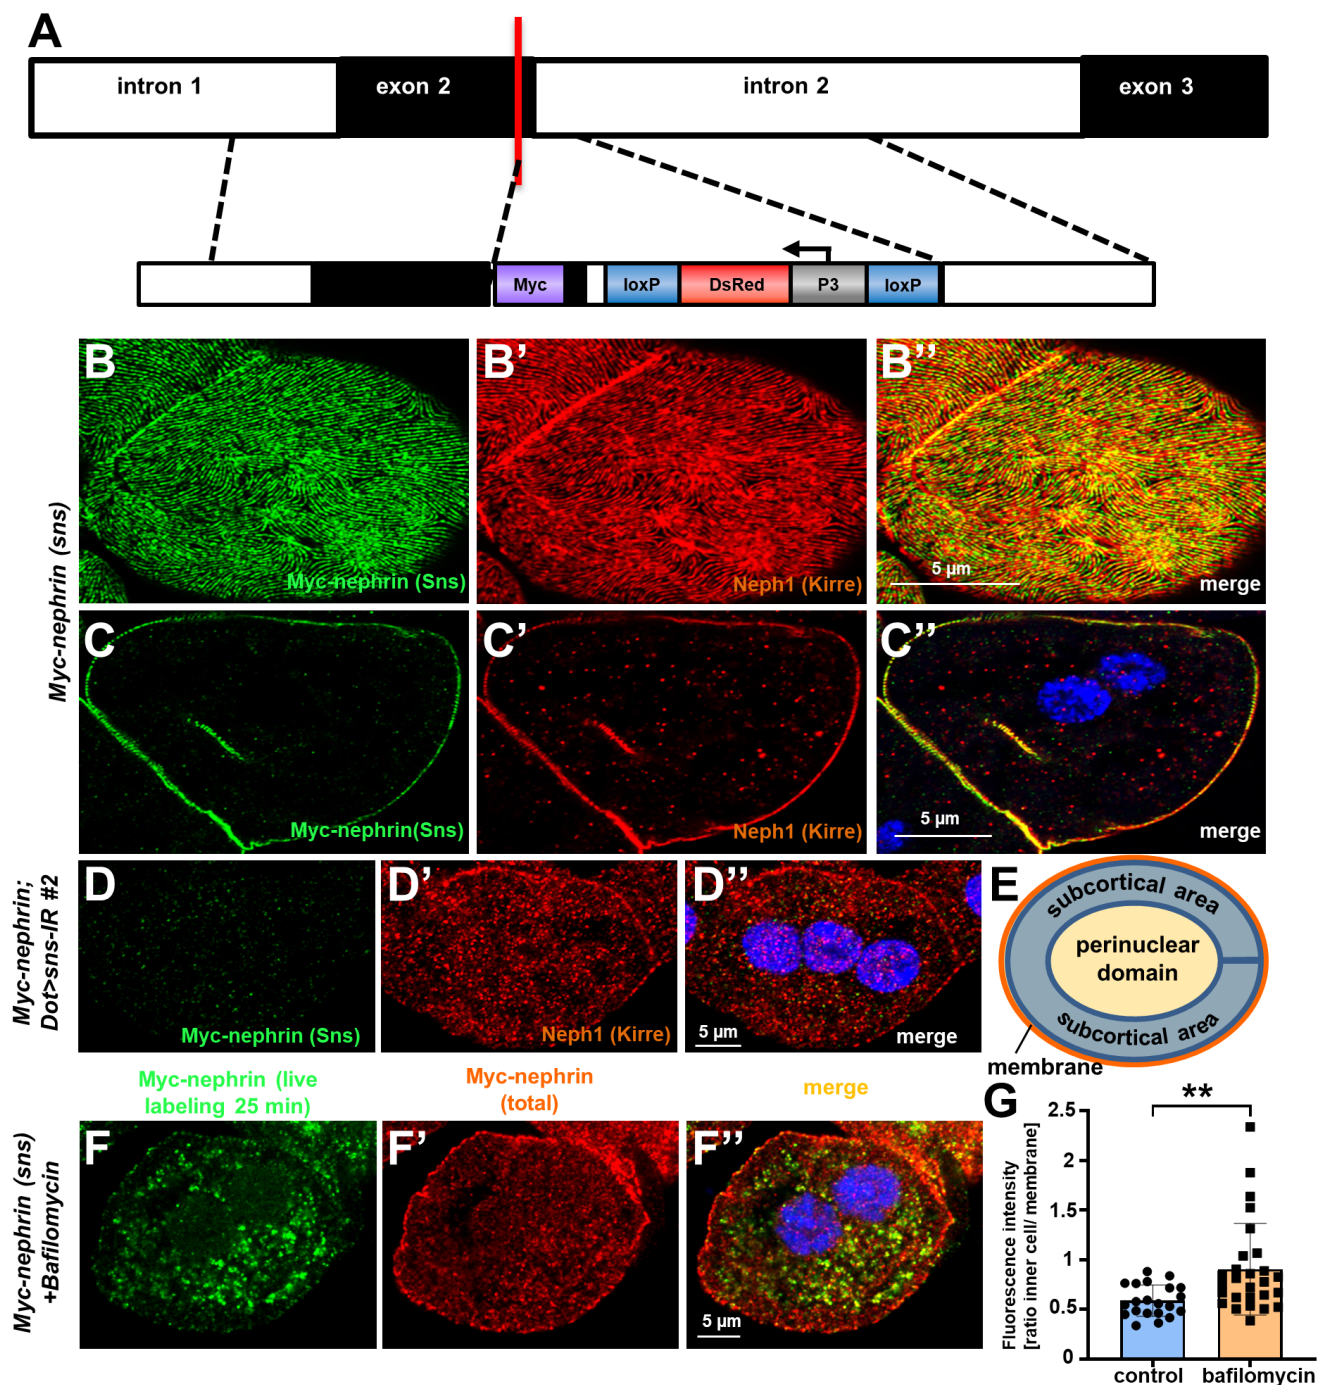 A
intron 1
exon 2
intron 2
exon 3
Myc
loxP
DsRed
P3
loxP
Myc-nephrin (sns)
B
Myc-nephrin (Sns)
B’
Neph1 (Kirre)
B’’
5 µm
merge
C
Myc-nephrin(Sns)
C’
Neph1 (Kirre)
C’’
5 µm
merge
Myc-nephrin;
Dot>sns-IR #2
D
Myc-nephrin (Sns)
D’
Neph1 (Kirre)
D’’
5 µm
merge
E
subcortical area
perinuclear
domain
subcortical area
membrane
Myc-nephrin (live
labeling 25 min)
Myc-nephrin
(total)
merge
Myc-nephrin (sns)
+Bafilomycin
F
F’
F’’
5 µm
G
Fluorescence intensity
[ratio inner cell/ membrane]
2.5
2
1.5
1
0.5
0
**
control
bafilomycin